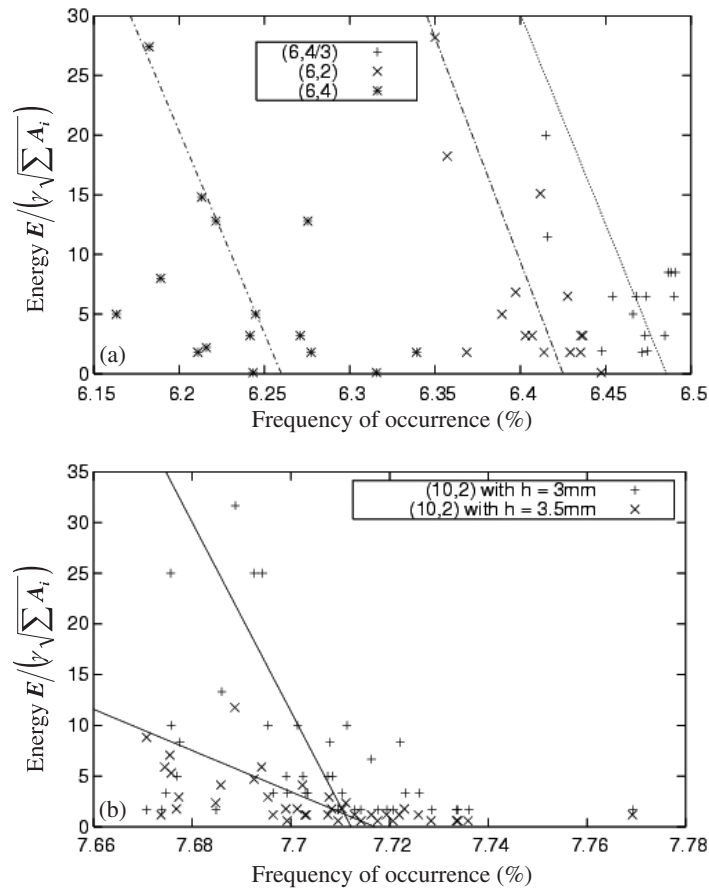 30
25
20
15
10
5
0
Energy E/(γ√∑A_i)
(6,4/3) +
(6,2) ×
(6,4) ∗
(a)
6.15 6.2 6.25 6.3 6.35 6.4 6.45 6.5
Frequency of occurrence (%)
35
30
25
20
15
10
5
0
Energy E/(γ√∑A_i)
(10,2) with h = 3mm +
(10,2) with h = 3.5mm ×
(b)
7.66 7.68 7.7 7.72 7.74 7.76 7.78
Frequency of occurrence (%)